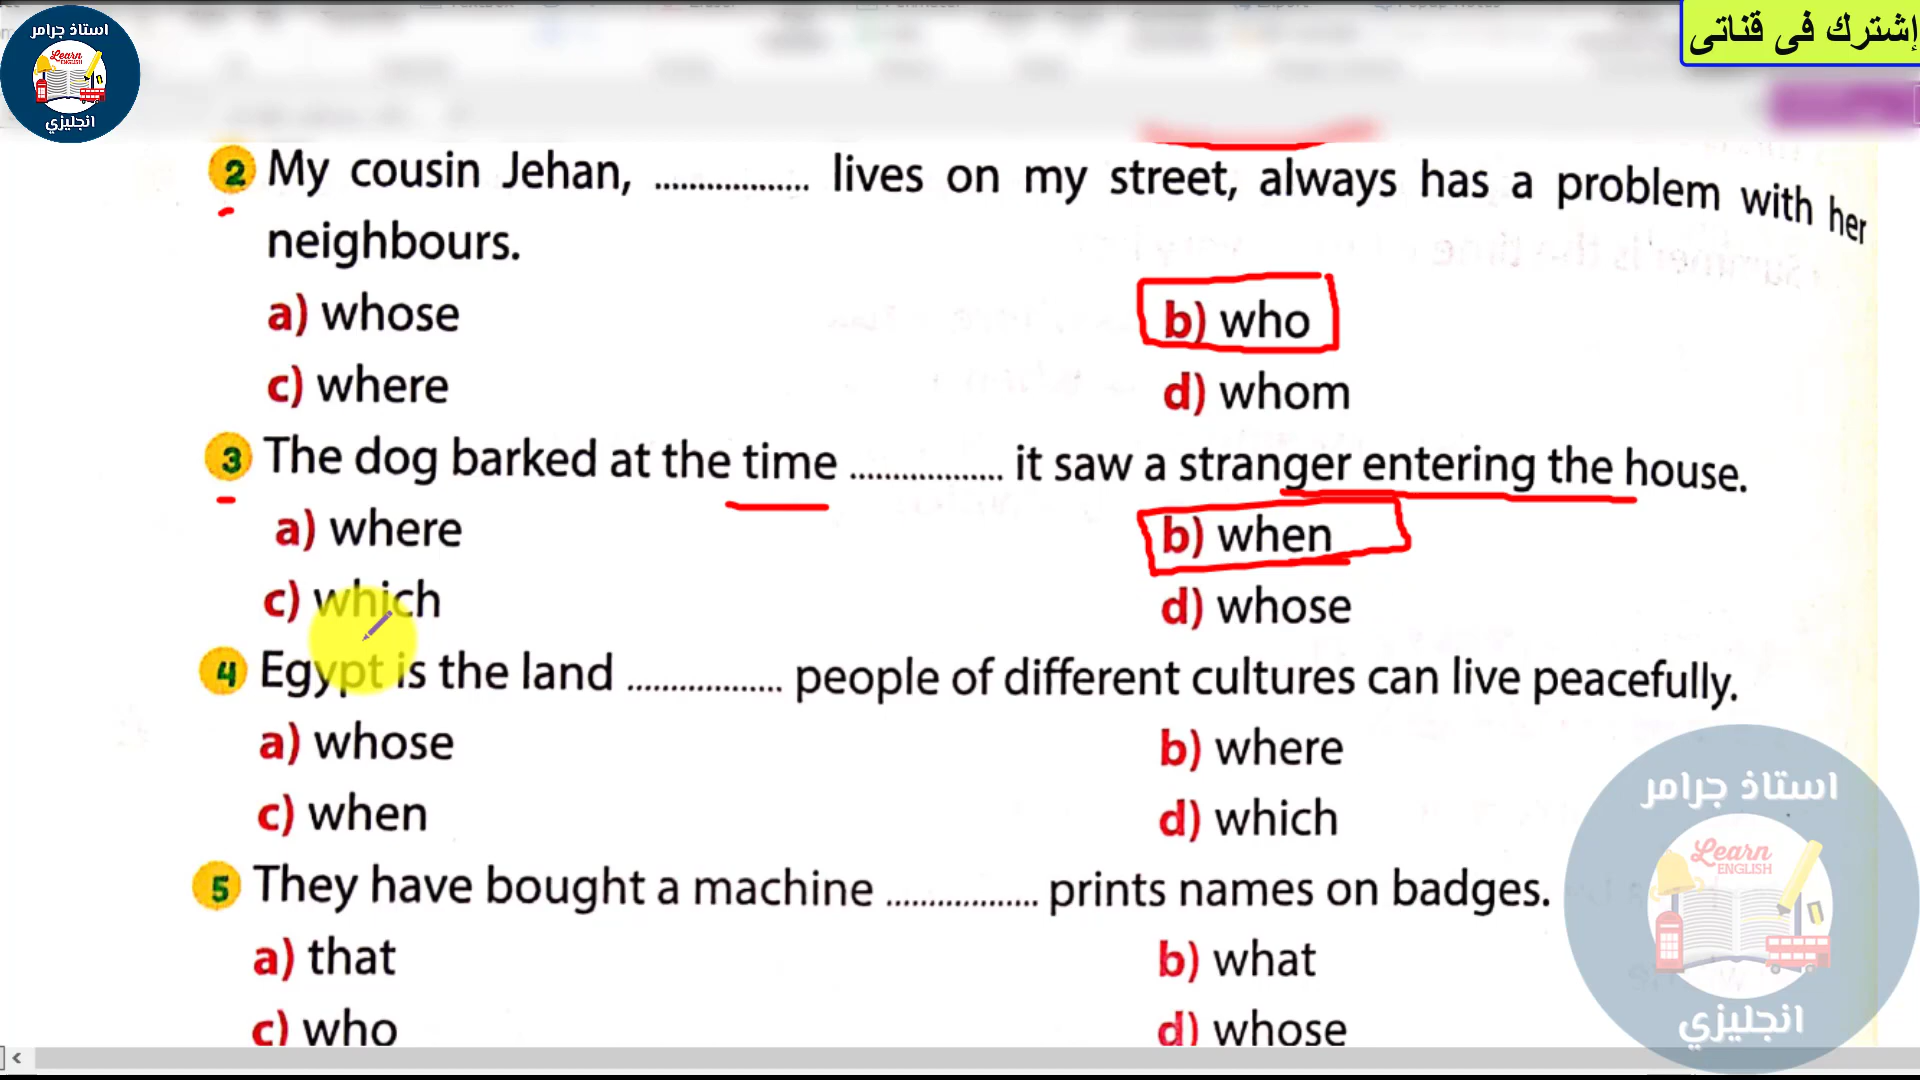 استاذ جرامر
Learn
ENGLISH
انجليزي
إشترك فى قناتى
2 My cousin Jehan, .................. lives on my street, always has a problem with her
neighbours.
a) whose
b) who
c) where
d) whom
3 The dog barked at the time .................. it saw a stranger entering the house.
a) where
b) when
c) which
d) whose
4 Egypt is the land .................. people of different cultures can live peacefully.
a) whose
b) where
c) when
d) which
5 They have bought a machine .................. prints names on badges.
a) that
b) what
c) who
d) whose
استاذ جرامر
Learn
ENGLISH
انجليزي